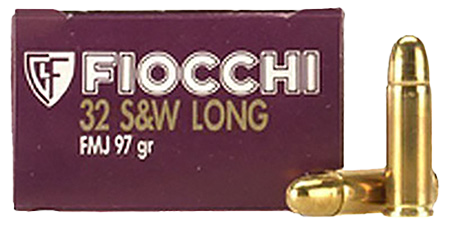 FIOCCHI
32 S&W LONG
FMJ 97 gr